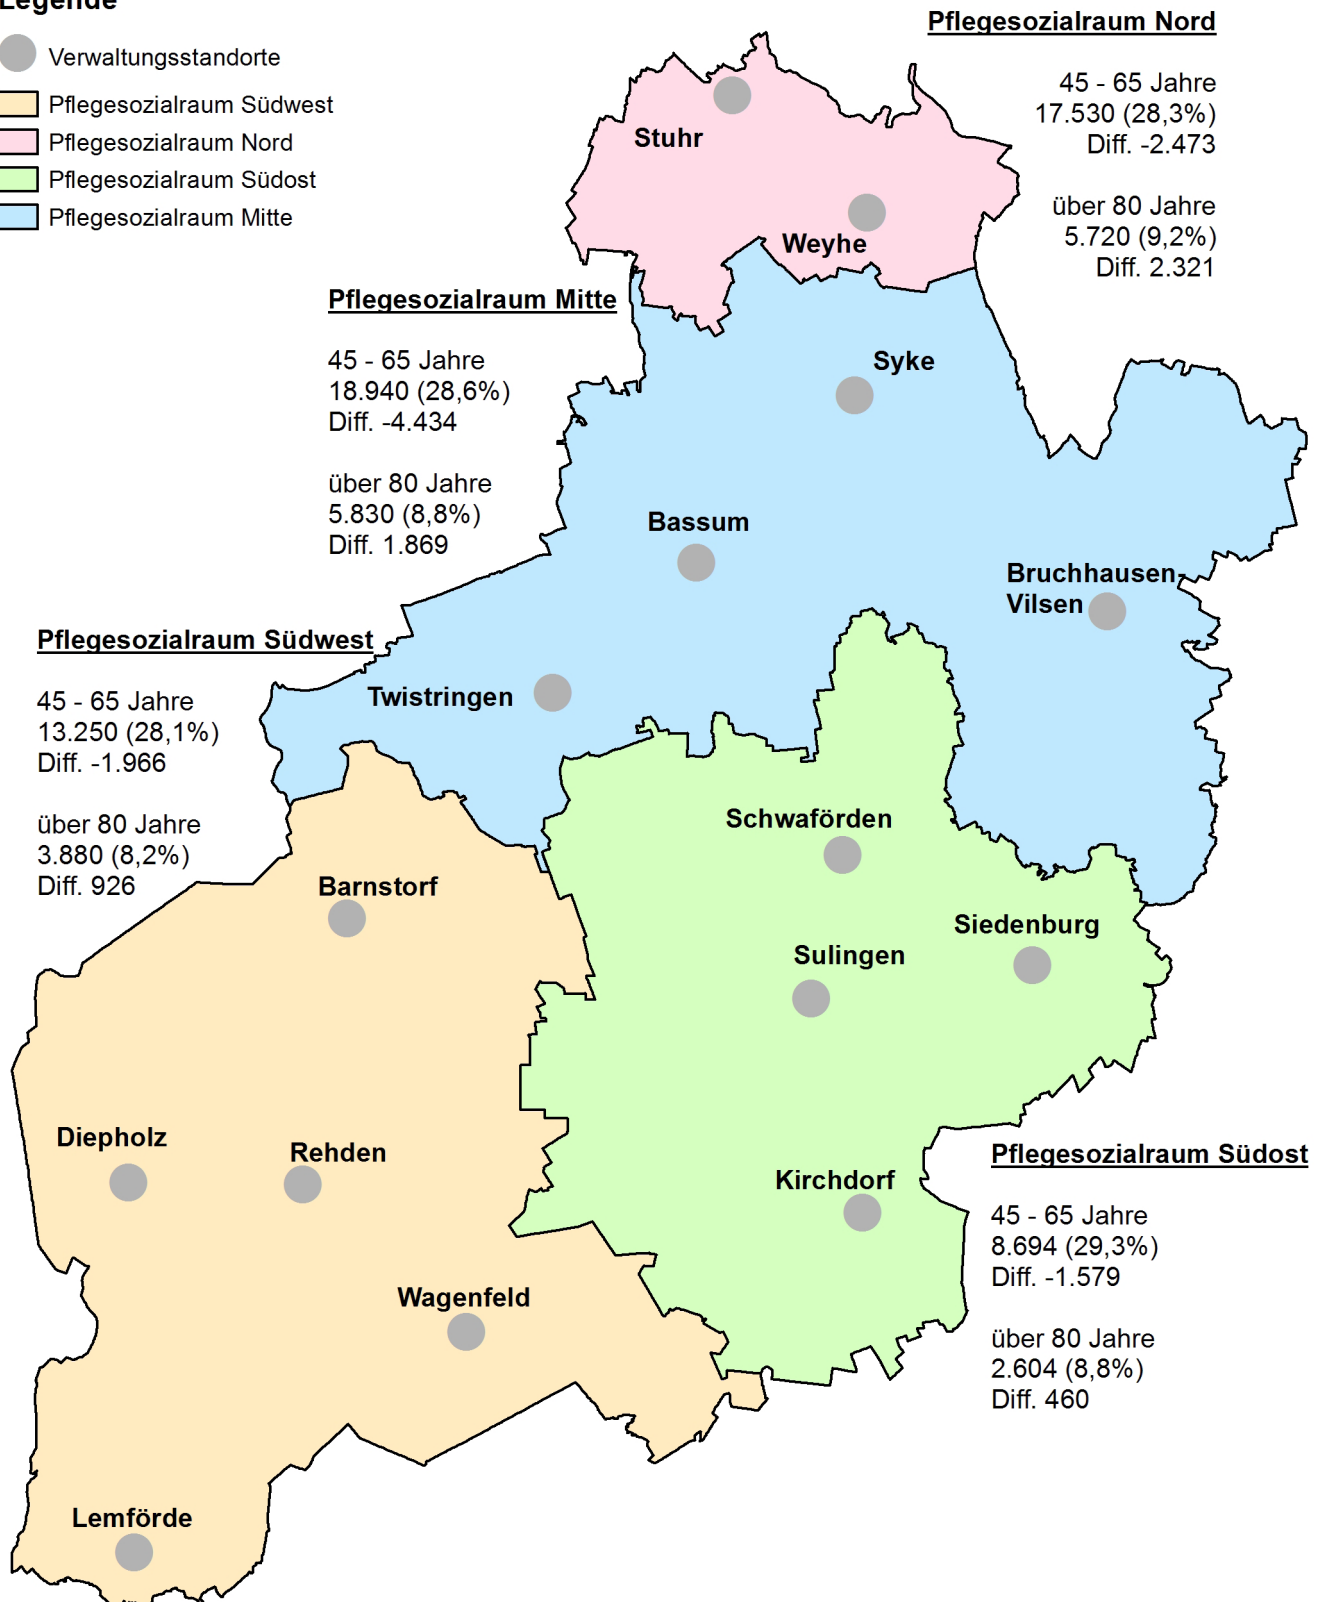 Legende
Verwaltungsstandorte
Pflegesozialraum Südwest
Pflegesozialraum Nord
Pflegesozialraum Südost
Pflegesozialraum Mitte
Pflegesozialraum Nord
45 - 65 Jahre
17.530 (28,3%)
Diff. -2.473
über 80 Jahre
5.720 (9,2%)
Diff. 2.321
Stuhr
Weyhe
Pflegesozialraum Mitte
45 - 65 Jahre
18.940 (28,6%)
Diff. -4.434
über 80 Jahre
5.830 (8,8%)
Diff. 1.869
Syke
Bassum
Bruchhausen-
Vilsen
Twistringen
Pflegesozialraum Südwest
45 - 65 Jahre
13.250 (28,1%)
Diff. -1.966
über 80 Jahre
3.880 (8,2%)
Diff. 926
Schwaförden
Barnstorf
Siedenburg
Sulingen
Diepholz
Rehden
Kirchdorf
Wagenfeld
Lemförde
Pflegesozialraum Südost
45 - 65 Jahre
8.694 (29,3%)
Diff. -1.579
über 80 Jahre
2.604 (8,8%)
Diff. 460